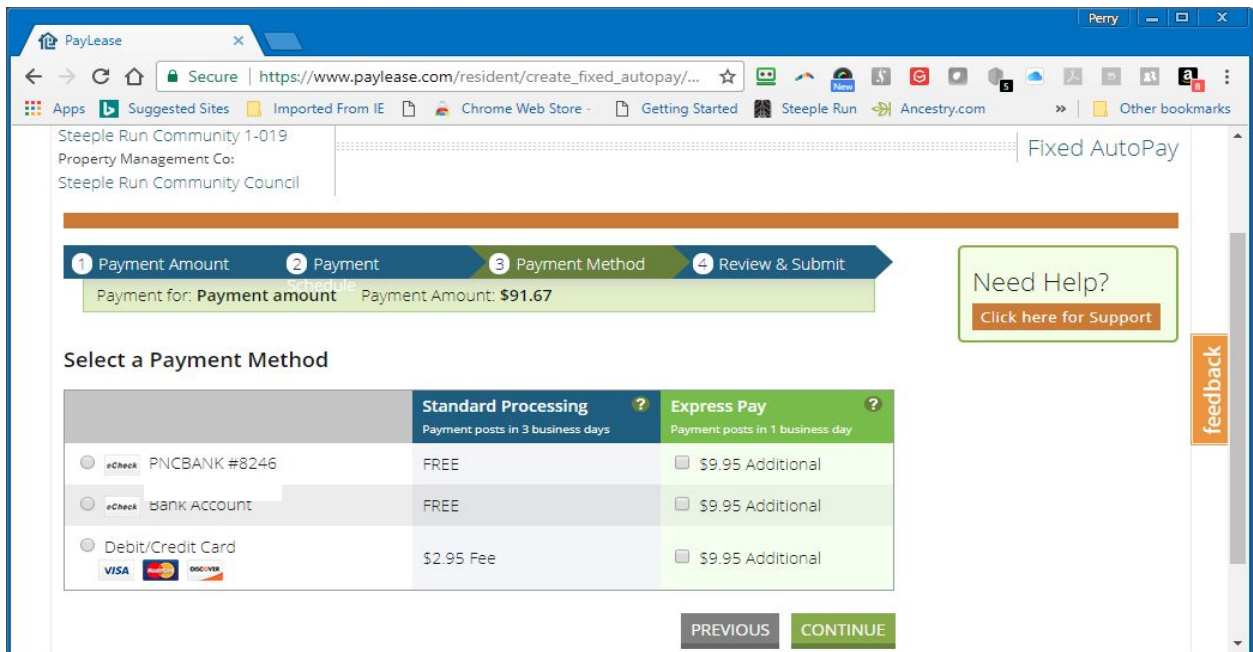 Perry
PayLease
Secure | https://www.paylease.com/resident/create_fixed_autopay/...
New
5
8
Apps Suggested Sites Imported From IE Chrome Web Store - Getting Started Steeple Run Ancestry.com » Other bookmarks
Steeple Run Community 1-019
Property Management Co:
Steeple Run Community Council
Fixed AutoPay
1 Payment Amount 2 Payment Schedule 3 Payment Method 4 Review & Submit
Payment for: Payment amount Payment Amount: $91.67
Need Help?
Click here for Support
feedback
Select a Payment Method
Standard Processing ? Express Pay ?
Payment posts in 3 business days Payment posts in 1 business day
eCheck PNCBANK #8246 FREE $9.95 Additional
eCheck Bank Account FREE $9.95 Additional
Debit/Credit Card $2.95 Fee $9.95 Additional
VISA MasterCard DISCOVER
PREVIOUS CONTINUE